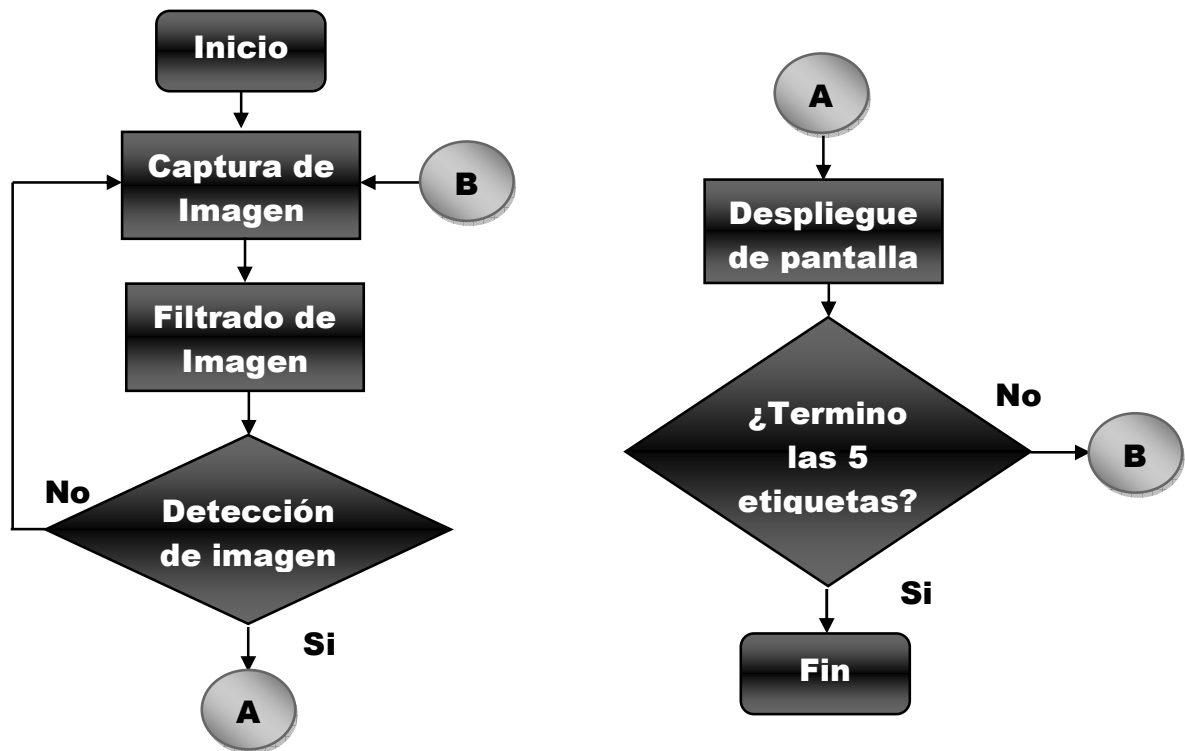 Inicio
Captura de
Imagen
B
Filtrado de
Imagen
No
Detección
de imagen
Si
A
A
Despliegue
de pantalla
¿Termino
las 5
etiquetas?
No
B
Si
Fin